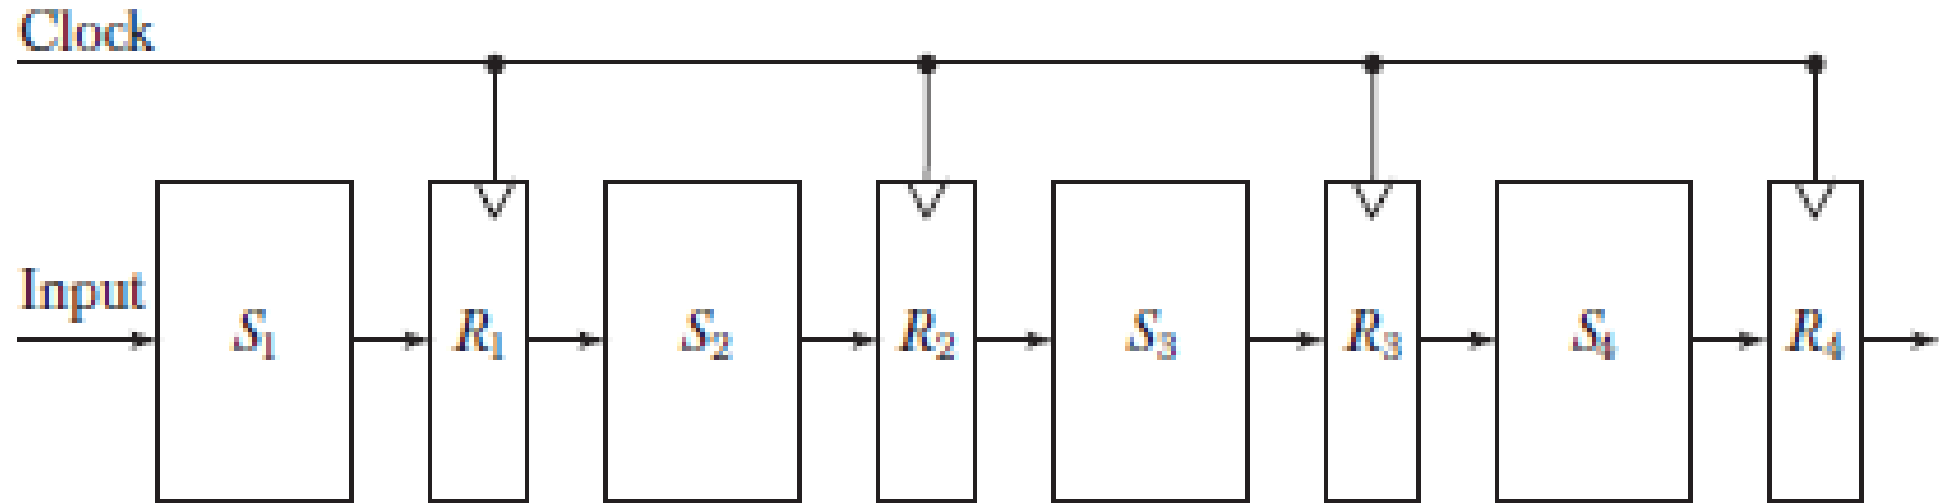 Clock
Input
S₁ R₁ S₂ R₂ S₃ R₃ S₄ R₄